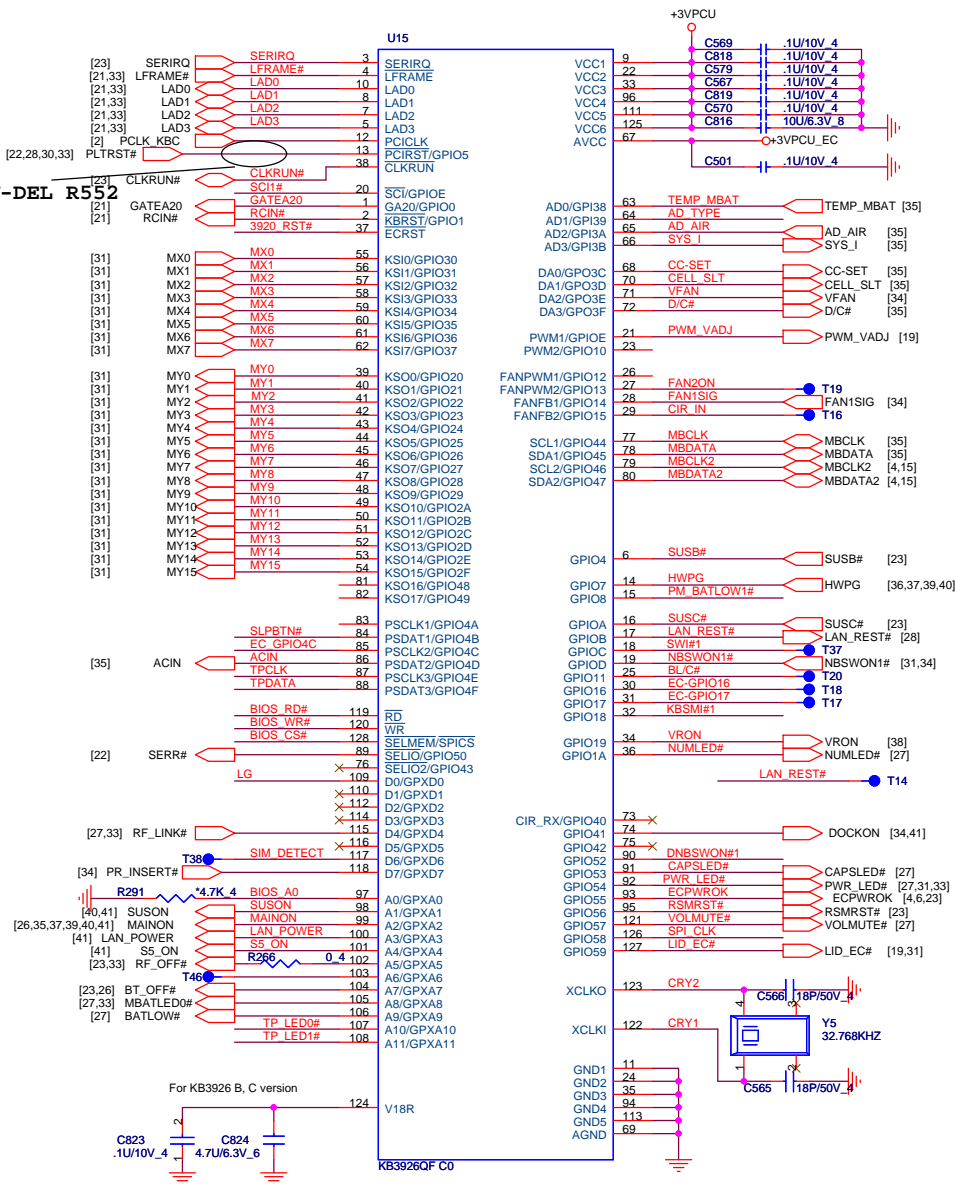 +3VPCU
U15
[23] SERIRQ SERIRQ 3 SERIRQ
[21,33] LFRAME# LFRAME# 4 LFRAME
[21,33] LAD0 LAD0 10 LAD0
[21,33] LAD1 LAD1 8 LAD1
[21,33] LAD2 LAD2 7 LAD2
[21,33] LAD3 LAD3 5 LAD3
[2] PCLK_KBC 12 PCICLK
[22,28,30,33] PLTRST# 13 PCIRST/GPIO5
[23] CLKRUN# CLKRUN# 38 CLKRUN
-DEL R552
SCI1# 20 SCI/GPIOE
[21] GATEA20 GATEA20 1 GA20/GPIO0
[21] RCIN# RCIN# 2 KBRST/GPIO1
3920_RST# 37 ECRST
[31] MX0 MX0 55 KSI0/GPIO30
[31] MX1 MX1 56 KSI1/GPIO31
[31] MX2 MX2 57 KSI2/GPIO32
[31] MX3 MX3 58 KSI3/GPIO33
[31] MX4 MX4 59 KSI4/GPIO34
[31] MX5 MX5 60 KSI5/GPIO35
[31] MX6 MX6 61 KSI6/GPIO36
[31] MX7 MX7 62 KSI7/GPIO37
[31] MY0 MY0 39 KSO0/GPIO20
[31] MY1 MY1 40 KSO1/GPIO21
[31] MY2 MY2 41 KSO2/GPIO22
[31] MY3 MY3 42 KSO3/GPIO23
[31] MY4 MY4 43 KSO4/GPIO24
[31] MY5 MY5 44 KSO5/GPIO25
[31] MY6 MY6 45 KSO6/GPIO26
[31] MY7 MY7 46 KSO7/GPIO27
[31] MY8 MY8 47 KSO8/GPIO28
[31] MY9 MY9 48 KSO9/GPIO29
[31] MY10 MY10 49 KSO10/GPIO2A
[31] MY11 MY11 50 KSO11/GPIO2B
[31] MY12 MY12 51 KSO12/GPIO2C
[31] MY13 MY13 52 KSO13/GPIO2D
[31] MY14 MY14 53 KSO14/GPIO2E
[31] MY15 MY15 54 KSO15/GPIO2F
81 KSO16/GPIO48
82 KSO17/GPIO49
83 PSCLK1/GPIO4A
SLPBTN# 84 PSDAT1/GPIO4B
EC_GPIO4C 85 PSCLK2/GPIO4C
[35] ACIN ACIN 86 PSDAT2/GPIO4D
TPCLK 87 PSCLK3/GPIO4E
TPDATA 88 PSDAT3/GPIO4F
BIOS_RD# 119 RD
BIOS_WR# 120 WR
BIOS_CS# 128 SELMEM/SPICS
[22] SERR# 89 SELIO/GPIO50
76 SELIO2/GPIO43
LG 109 D0/GPXD0
110 D1/GPXD1
112 D2/GPXD2
114 D3/GPXD3
[27,33] RF_LINK# 115 D4/GPXD4
116 D5/GPXD5
T38 SIM_DETECT 117 D6/GPXD6
[34] PR_INSERT# 118 D7/GPXD7
R291 *4.7K_4 BIOS_A0 97 A0/GPXA0
[40,41] SUSON SUSON 98 A1/GPXA1
[26,35,37,39,40,41] MAINON MAINON 99 A2/GPXA2
[41] LAN_POWER LAN_POWER 100 A3/GPXA3
[41] S5_ON S5_ON 101 A4/GPXA4
[23,33] RF_OFF# R266 0_4 102 A5/GPXA5
T46 103 A6/GPXA6
[23,26] BT_OFF# 104 A7/GPXA7
[27,33] MBATLED0# 105 A8/GPXA8
[27] BATLOW# 106 A9/GPXA9
TP_LED0# 107 A10/GPXA10
TP_LED1# 108 A11/GPXA11
For KB3926 B, C version
124 V18R
2
1
C823
.1U/10V_4
C824
4.7U/6.3V_6
KB3926QF C0
VCC1 9 C569 .1U/10V_4
VCC2 22 C818 .1U/10V_4
VCC3 33 C579 .1U/10V_4
VCC4 96 C567 .1U/10V_4
VCC5 111 C819 .1U/10V_4
VCC6 125 C570 .1U/10V_4
C816 10U/6.3V_8
AVCC 67 +3VPCU_EC
C501 .1U/10V_4
AD0/GPI38 63 TEMP_MBAT TEMP_MBAT [35]
AD1/GPI39 64 AD_TYPE
AD2/GPI3A 65 AD_AIR AD_AIR [35]
AD3/GPI3B 66 SYS_I SYS_I [35]
DA0/GPO3C 68 CC-SET CC-SET [35]
DA1/GPO3D 70 CELL_SLT CELL_SLT [35]
DA2/GPO3E 71 VFAN VFAN [34]
DA3/GPO3F 72 D/C# D/C# [35]
PWM1/GPIOE 21 PWM_VADJ PWM_VADJ [19]
PWM2/GPIO10 23
FANPWM1/GPIO12 26
FANPWM2/GPIO13 27 FAN2ON T19
FANFB1/GPIO14 28 FAN1SIG FAN1SIG [34]
FANFB2/GPIO15 29 CIR_IN T16
SCL1/GPIO44 77 MBCLK MBCLK [35]
SDA1/GPIO45 78 MBDATA MBDATA [35]
SCL2/GPIO46 79 MBCLK2 MBCLK2 [4,15]
SDA2/GPIO47 80 MBDATA2 MBDATA2 [4,15]
GPIO4 6 SUSB# SUSB# [23]
GPIO7 14 HWPG HWPG [36,37,39,40]
GPIO8 15 PM_BATLOW1#
GPIOA 16 SUSC# SUSC# [23]
GPIOB 17 LAN_REST# LAN_REST# [28]
GPIOC 18 SWI#1 T37
GPIOD 19 NBSWON1# NBSWON1# [31,34]
GPIO11 25 BL/C# T20
GPIO16 30 EC-GPIO16 T18
GPIO17 31 EC-GPIO17 T17
GPIO18 32 KBSMI#1
GPIO19 34 VRON VRON [38]
GPIO1A 36 NUMLED# NUMLED# [27]
LAN_REST# T14
CIR_RX/GPIO40 73
GPIO41 74 DOCKON [34,41]
GPIO42 75
GPIO52 90 DNBSWON#1
GPIO53 91 CAPSLED# CAPSLED# [27]
GPIO54 92 PWR_LED# PWR_LED# [27,31,33]
GPIO55 93 ECPWROK ECPWROK [4,6,23]
GPIO56 95 RSMRST# RSMRST# [23]
GPIO57 121 VOLMUTE# VOLMUTE# [27]
GPIO58 126 SPI_CLK
GPIO59 127 LID_EC# LID_EC# [19,31]
XCLKO 123 CRY2 C566 18P/50V_4
4 3
Y5
32.768KHZ
XCLKI 122 CRY1
1 2
C565 18P/50V_4
GND1 11
GND2 24
GND3 35
GND4 94
GND5 113
AGND 69